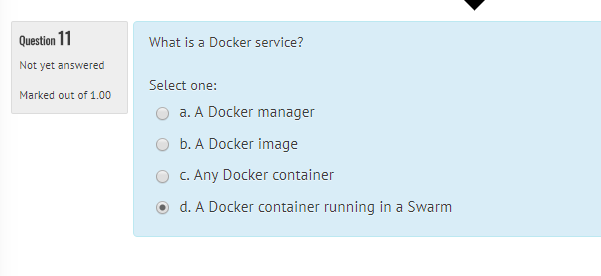 Question 11
Not yet answered
Marked out of 1.00
What is a Docker service?
Select one:
a. A Docker manager
b. A Docker image
c. Any Docker container
d. A Docker container running in a Swarm